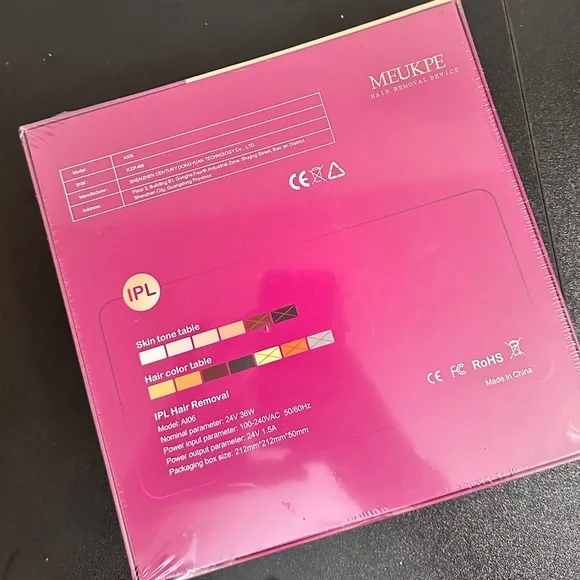 MEUKPE
HAIR REMOVAL DEVICE
Model: AI06
Manufacturer: SHENZHEN CENTURY DONGYUAN TECHNOLOGY Co., LTD.
Address: Floor 3, Building B1, Donghe Fourth Industrial Zone, Shajing Street, Bao 'an District,
Shenzhen City Guangdong Province
CE
IPL
Skin tone table
Hair color table
IPL Hair Removal
Model: AI06
Nominal parameter: 24V 36W
Power input parameter: 100-240VAC 50/60Hz
Power output parameter: 24V 1.5A
Packaging box size: 212mm*212mm*50mm
CE FC RoHS
Made in China